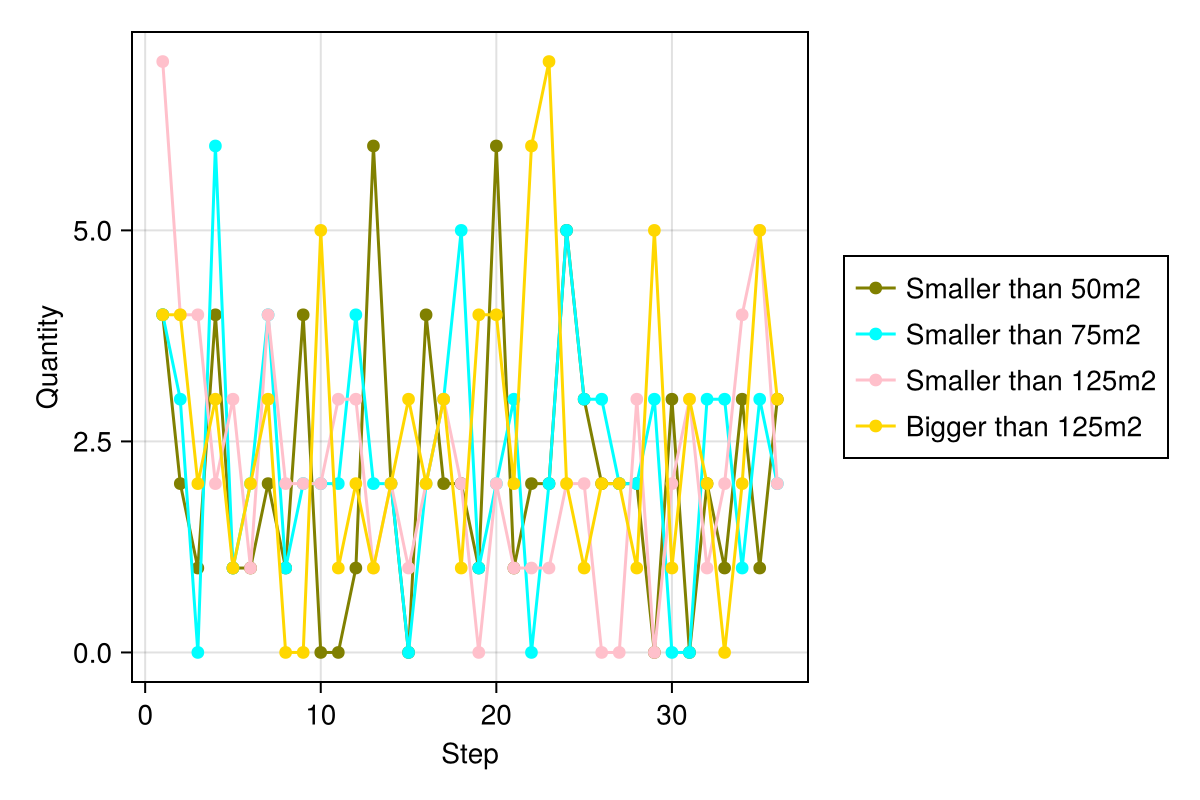 5.0
2.5
0.0
Quantity
0
10
20
30
Step
Smaller than 50m2
Smaller than 75m2
Smaller than 125m2
Bigger than 125m2